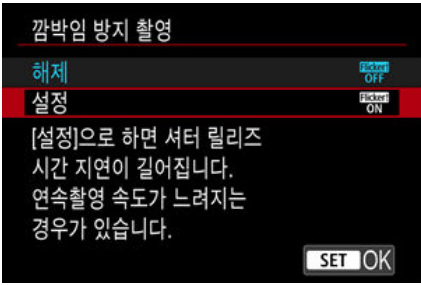 깜박임 방지 촬영
해제 Flicker! OFF
설정 Flicker! ON
[설정]으로 하면 셔터 릴리즈
시간 지연이 길어집니다.
연속촬영 속도가 느려지는
경우가 있습니다.
SET OK